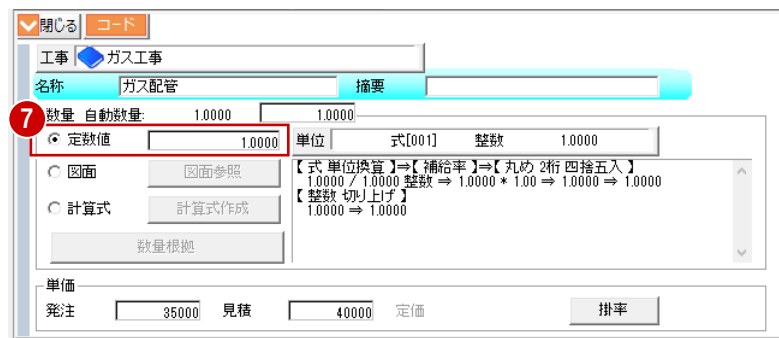 閉じる コード
工事 ガス工事
名称 ガス配管 摘要
7
数量 自動数量: 1.0000 1.0000
定数値 1.0000 単位 式[001] 整数 1.0000
図面 図面参照
計算式 計算式作成
数量根拠
【 式 単位換算 】⇒【 補給率 】⇒【 丸め 2桁 四捨五入 】
1.0000 / 1.0000 整数 ⇒ 1.0000 * 1.00 ⇒ 1.0000 ⇒ 1.0000
【 整数 切り上げ 】
1.0000 ⇒ 1.0000
単価
発注 35000 見積 40000 定価 掛率